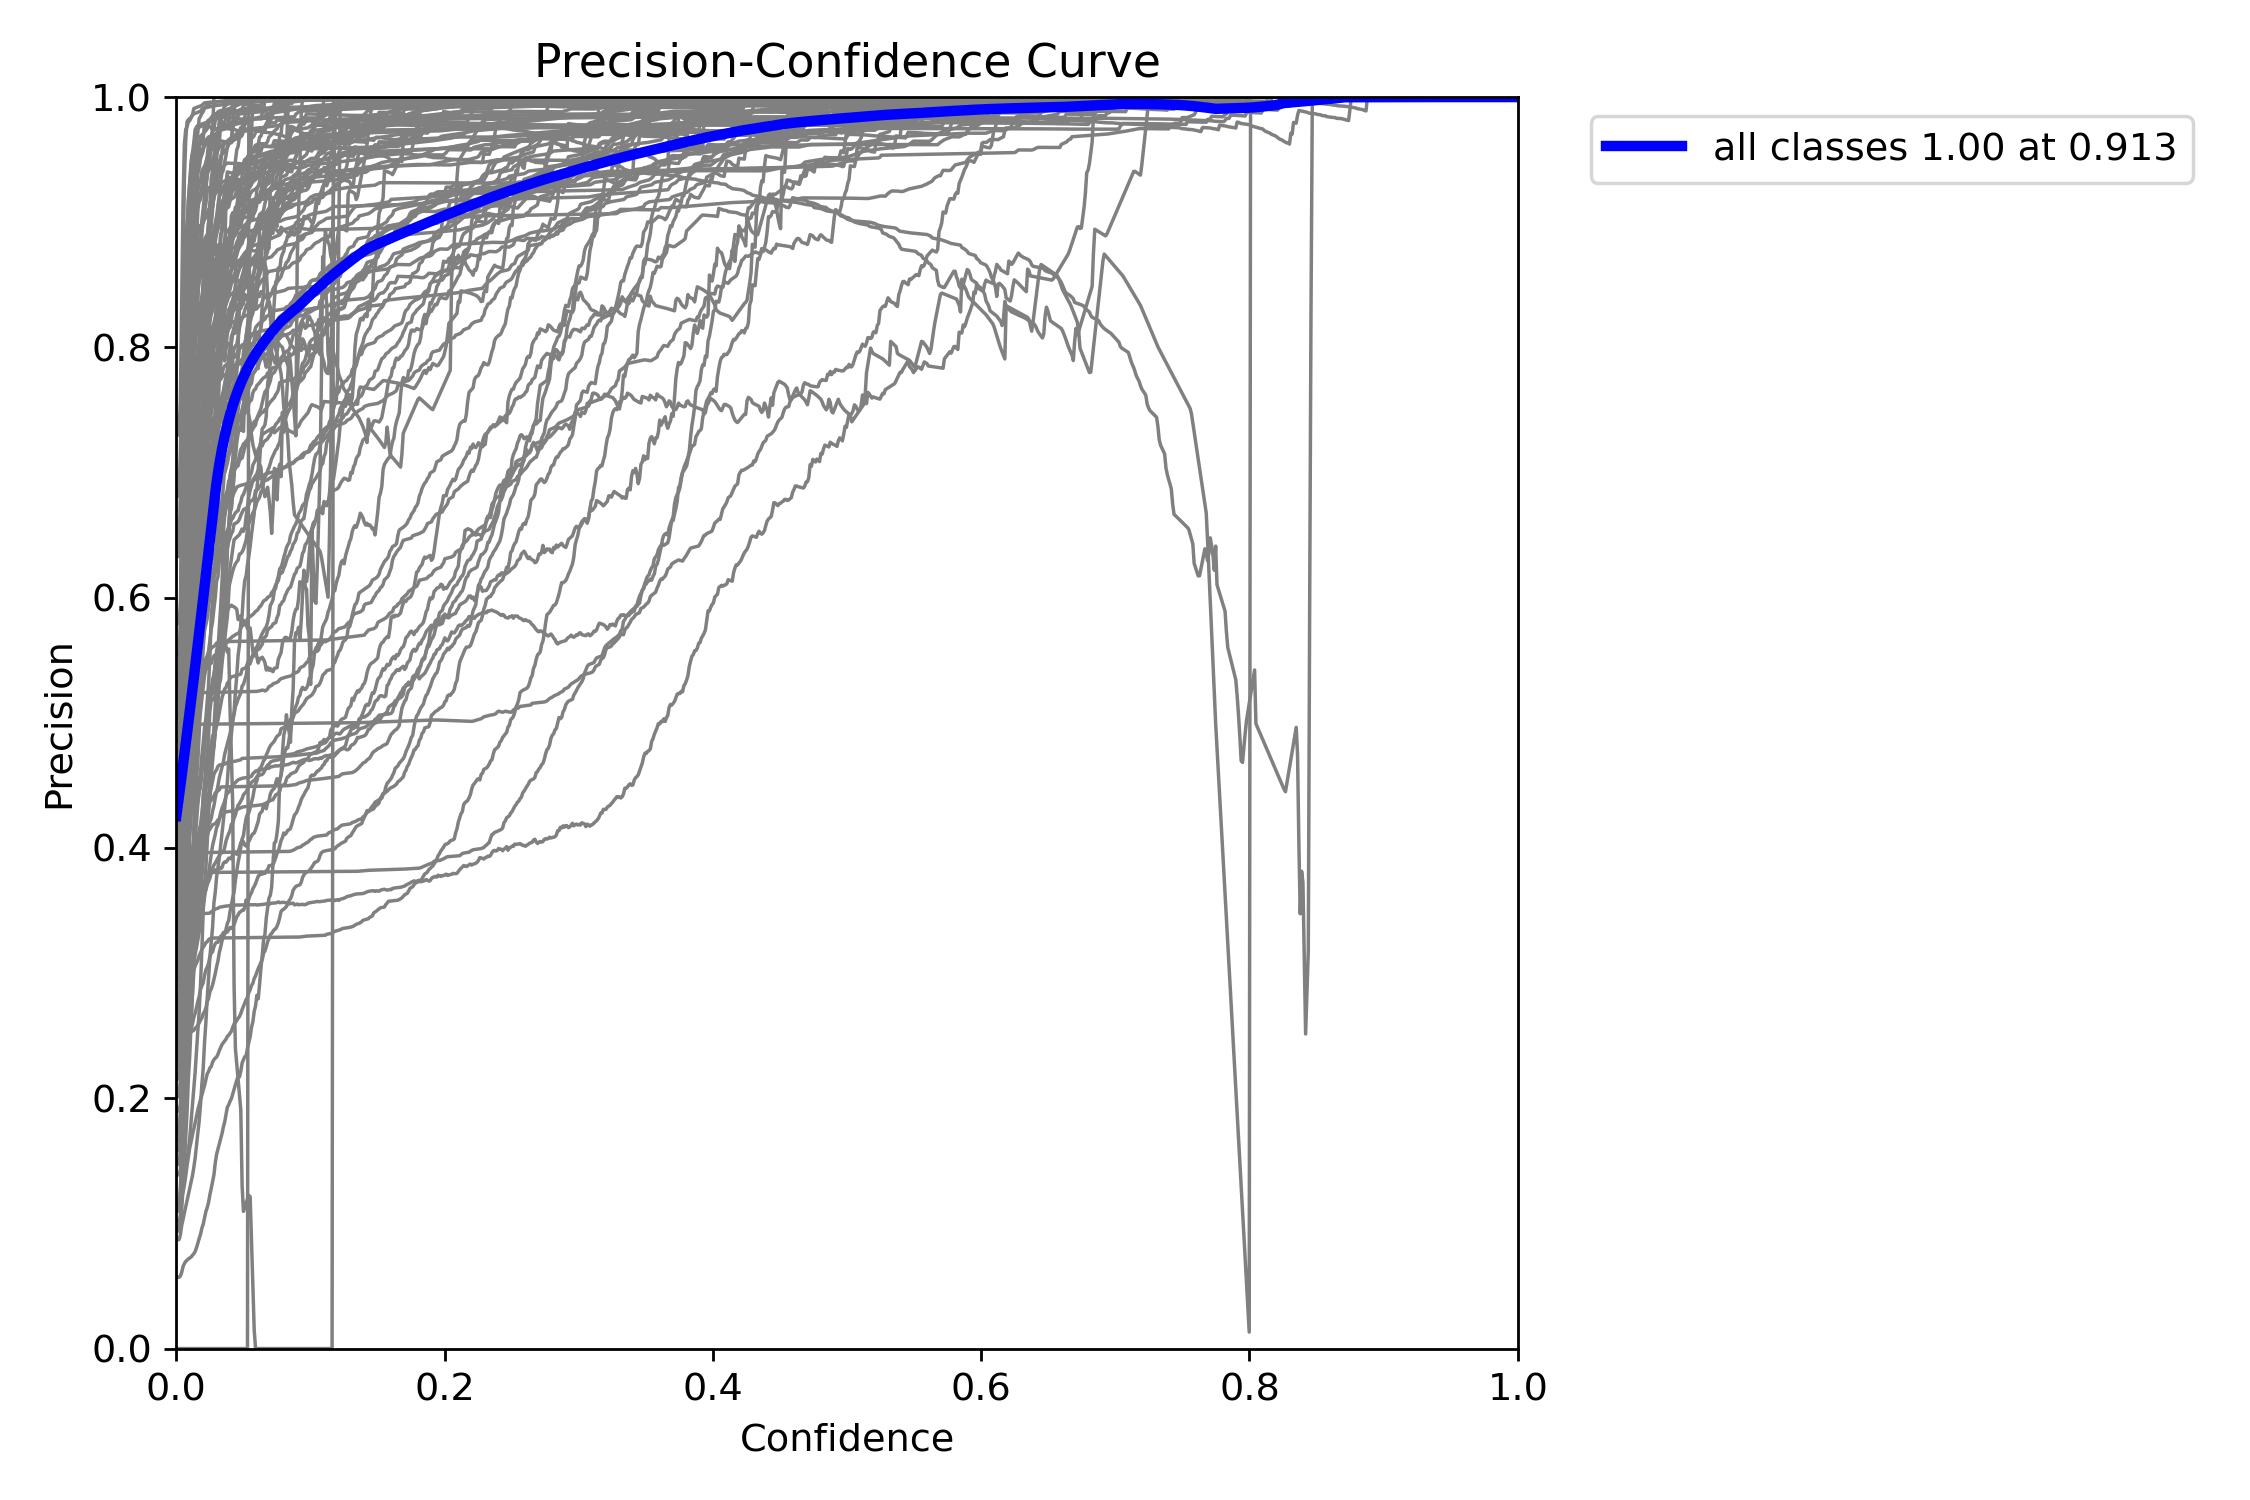 Precision-Confidence Curve
1.0
0.8
0.6
0.4
0.2
0.0
Precision
0.0 0.2 0.4 0.6 0.8 1.0
Confidence
all classes 1.00 at 0.913